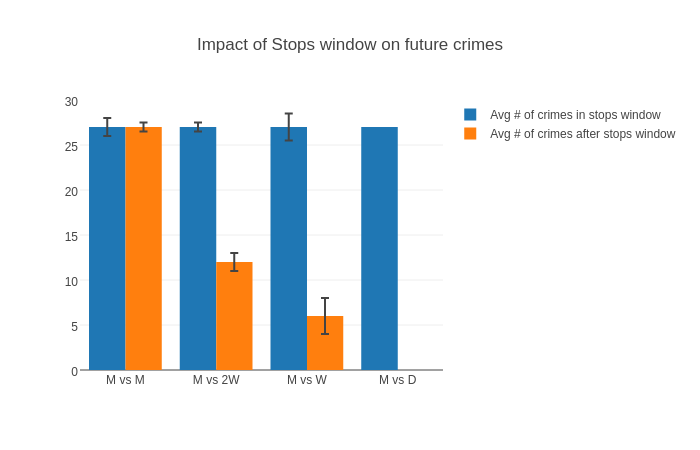 Impact of Stops window on future crimes
30
25
20
15
10
5
0
M vs M
M vs 2W
M vs W
M vs D
Avg # of crimes in stops window
Avg # of crimes after stops window